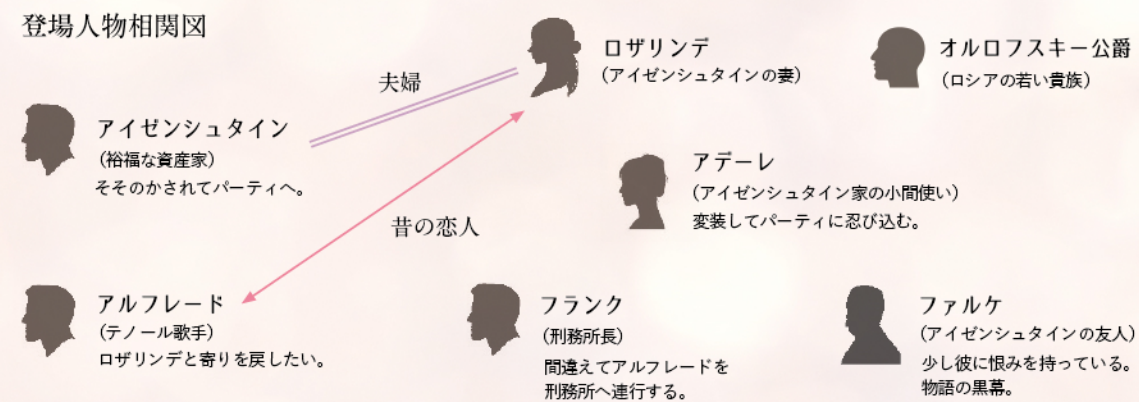 登場人物相関図
ロザリンデ
(アイゼンシュタインの妻)
オルロフスキー公爵
(ロシアの若い貴族)
夫婦
アイゼンシュタイン
(裕福な資産家)
そそのかされてパーティへ。
アデーレ
(アイゼンシュタイン家の小間使い)
変装してパーティに忍び込む。
昔の恋人
アルフレード
(テノール歌手)
ロザリンデと寄りを戻したい。
フランク
(刑務所長)
間違えてアルフレードを
刑務所へ連行する。
ファルケ
(アイゼンシュタインの友人)
少し彼に恨みを持っている。
物語の黒幕。